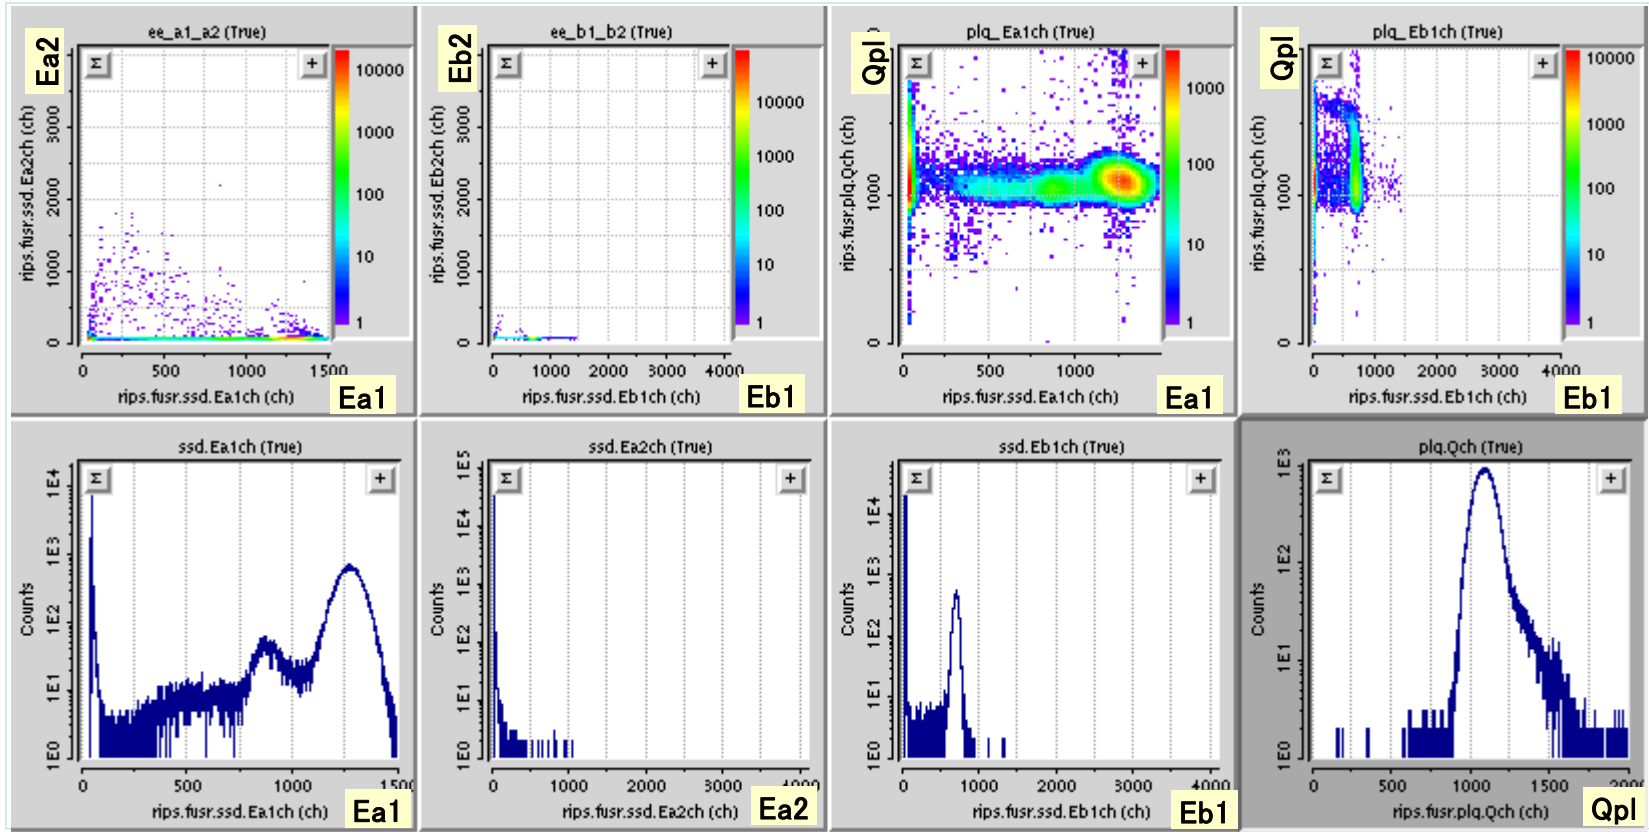 ee_a1_a2 (True)
Ea2
rips.fusr.ssd.Ea2ch (ch)
0 1000 2000 3000
Σ +
10000
1000
100
10
1
0 500 1000 1500
rips.fusr.ssd.Ea1ch (ch)
Ea1
ee_b1_b2 (True)
Eb2
rips.fusr.ssd.Eb2ch (ch)
0 1000 2000 3000
Σ +
10000
1000
100
10
1
0 1000 2000 3000 4000
rips.fusr.ssd.Eb1ch (ch)
Eb1
plq_ Ea1ch (True)
Qpl
rips.fusr.plq.Qch (ch)
0 1000
Σ +
1000
100
10
1
0 500 1000
rips.fusr.ssd.Ea1ch (ch)
Ea1
plq_ Eb1ch (True)
Qpl
rips.fusr.plq.Qch (ch)
0 1000
Σ +
10000
1000
100
10
1
0 1000 2000 3000 4000
rips.fusr.ssd.Eb1ch (ch)
Eb1
ssd.Ea1ch (True)
Counts
1E0 1E1 1E2 1E3 1E4
Σ +
0 500 1000 1500
rips.fusr.ssd.Ea1ch (ch)
Ea1
ssd.Ea2ch (True)
Counts
1E0 1E1 1E2 1E3 1E4 1E5
Σ +
0 1000 2000 3000 4000
rips.fusr.ssd.Ea2ch (ch)
Ea2
ssd.Eb1ch (True)
Counts
1E0 1E1 1E2 1E3 1E4
Σ +
0 1000 2000 3000 4000
rips.fusr.ssd.Eb1ch (ch)
Eb1
plq.Qch (True)
Counts
1E0 1E1 1E2 1E3
Σ +
0 500 1000 1500 2000
rips.fusr.plq.Qch (ch)
Qpl